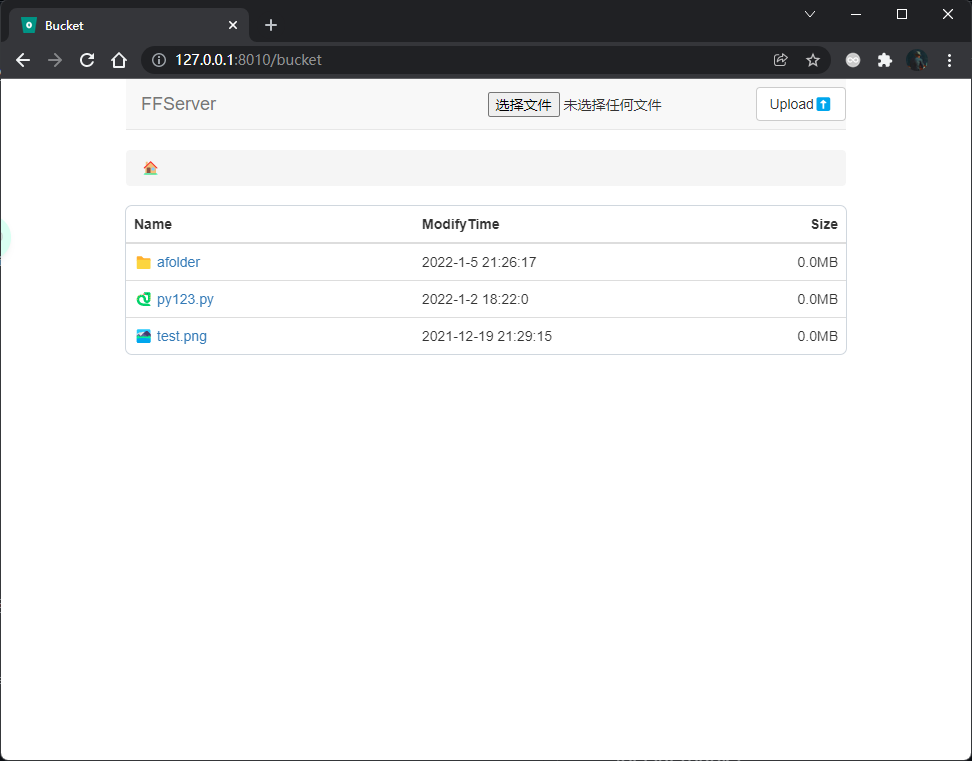 Bucket
127.0.0.1:8010/bucket
FFServer 选择文件 未选择任何文件 Upload
Name ModifyTime Size
afolder 2022-1-5 21:26:17 0.0MB
py123.py 2022-1-2 18:22:0 0.0MB
test.png 2021-12-19 21:29:15 0.0MB